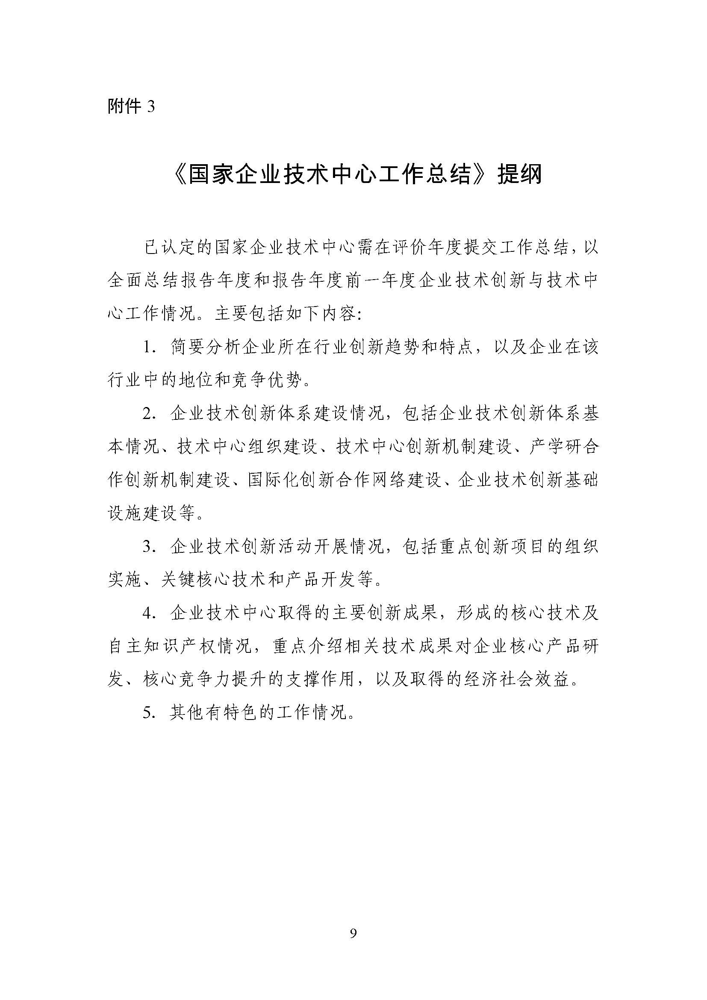 附件 3
《国家企业技术中心工作总结》提纲
已认定的国家企业技术中心需在评价年度提交工作总结，以
全面总结报告年度和报告年度前一年度企业技术创新与技术中
心工作情况。主要包括如下内容：
1. 简要分析企业所在行业创新趋势和特点，以及企业在该
行业中的地位和竞争优势。
2. 企业技术创新体系建设情况，包括企业技术创新体系基
本情况、技术中心组织建设、技术中心创新机制建设、产学研合
作创新机制建设、国际化创新合作网络建设、企业技术创新基础
设施建设等。
3. 企业技术创新活动开展情况，包括重点创新项目的组织
实施、关键核心技术和产品开发等。
4. 企业技术中心取得的主要创新成果，形成的核心技术及
自主知识产权情况，重点介绍相关技术成果对企业核心产品研
发、核心竞争力提升的支撑作用，以及取得的经济社会效益。
5. 其他有特色的工作情况。
9